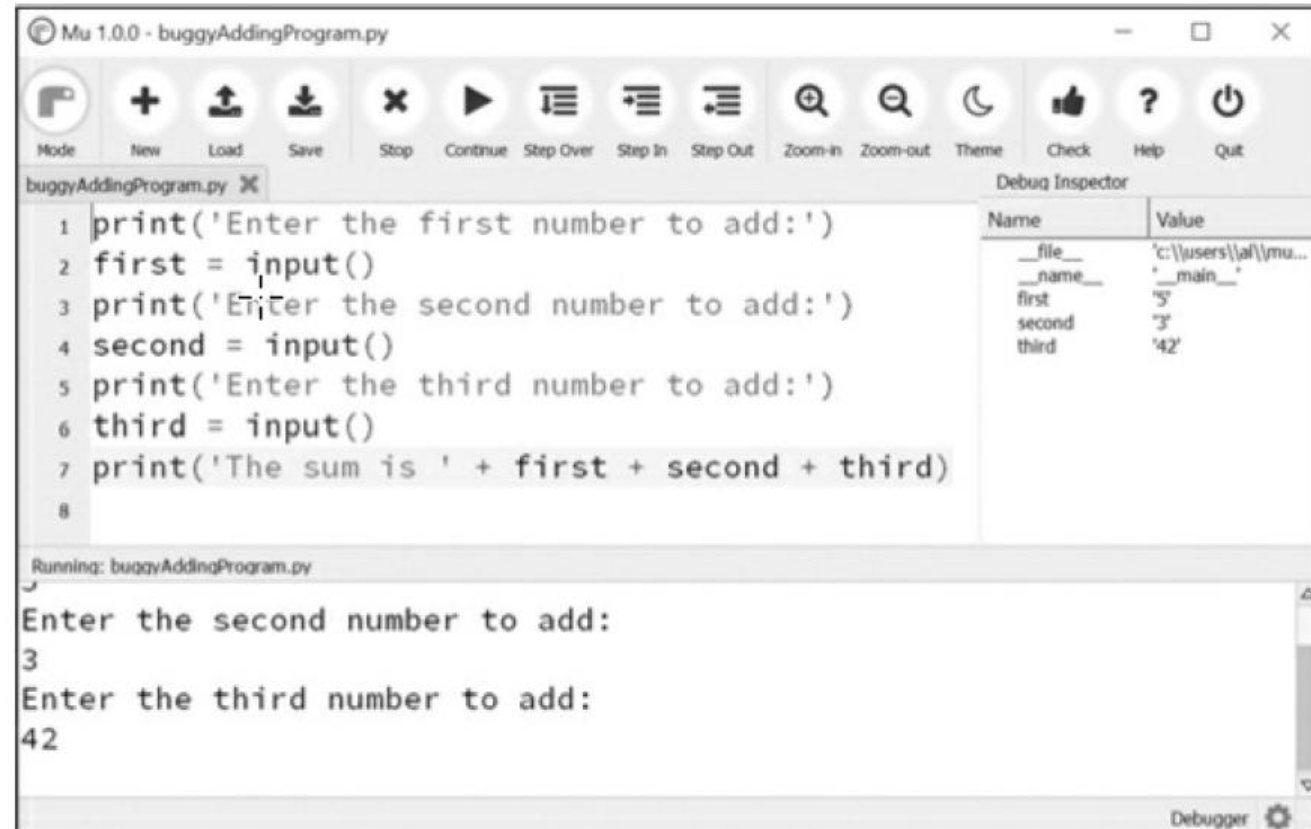 Mu 1.0.0 - buggyAddingProgram.py
Mode New Load Save Stop Continue Step Over Step In Step Out Zoom-in Zoom-out Theme Check Help Quit
buggyAddingProgram.py
1 print('Enter the first number to add:')
2 first = input()
3 print('Enter the second number to add:')
4 second = input()
5 print('Enter the third number to add:')
6 third = input()
7 print('The sum is ' + first + second + third)
8
Debug Inspector
Name Value
__file__ 'c:\\users\\al\\mu...
__name__ '__main__'
first '5'
second '3'
third '42'
Running: buggyAddingProgram.py
Enter the second number to add:
3
Enter the third number to add:
42
Debugger